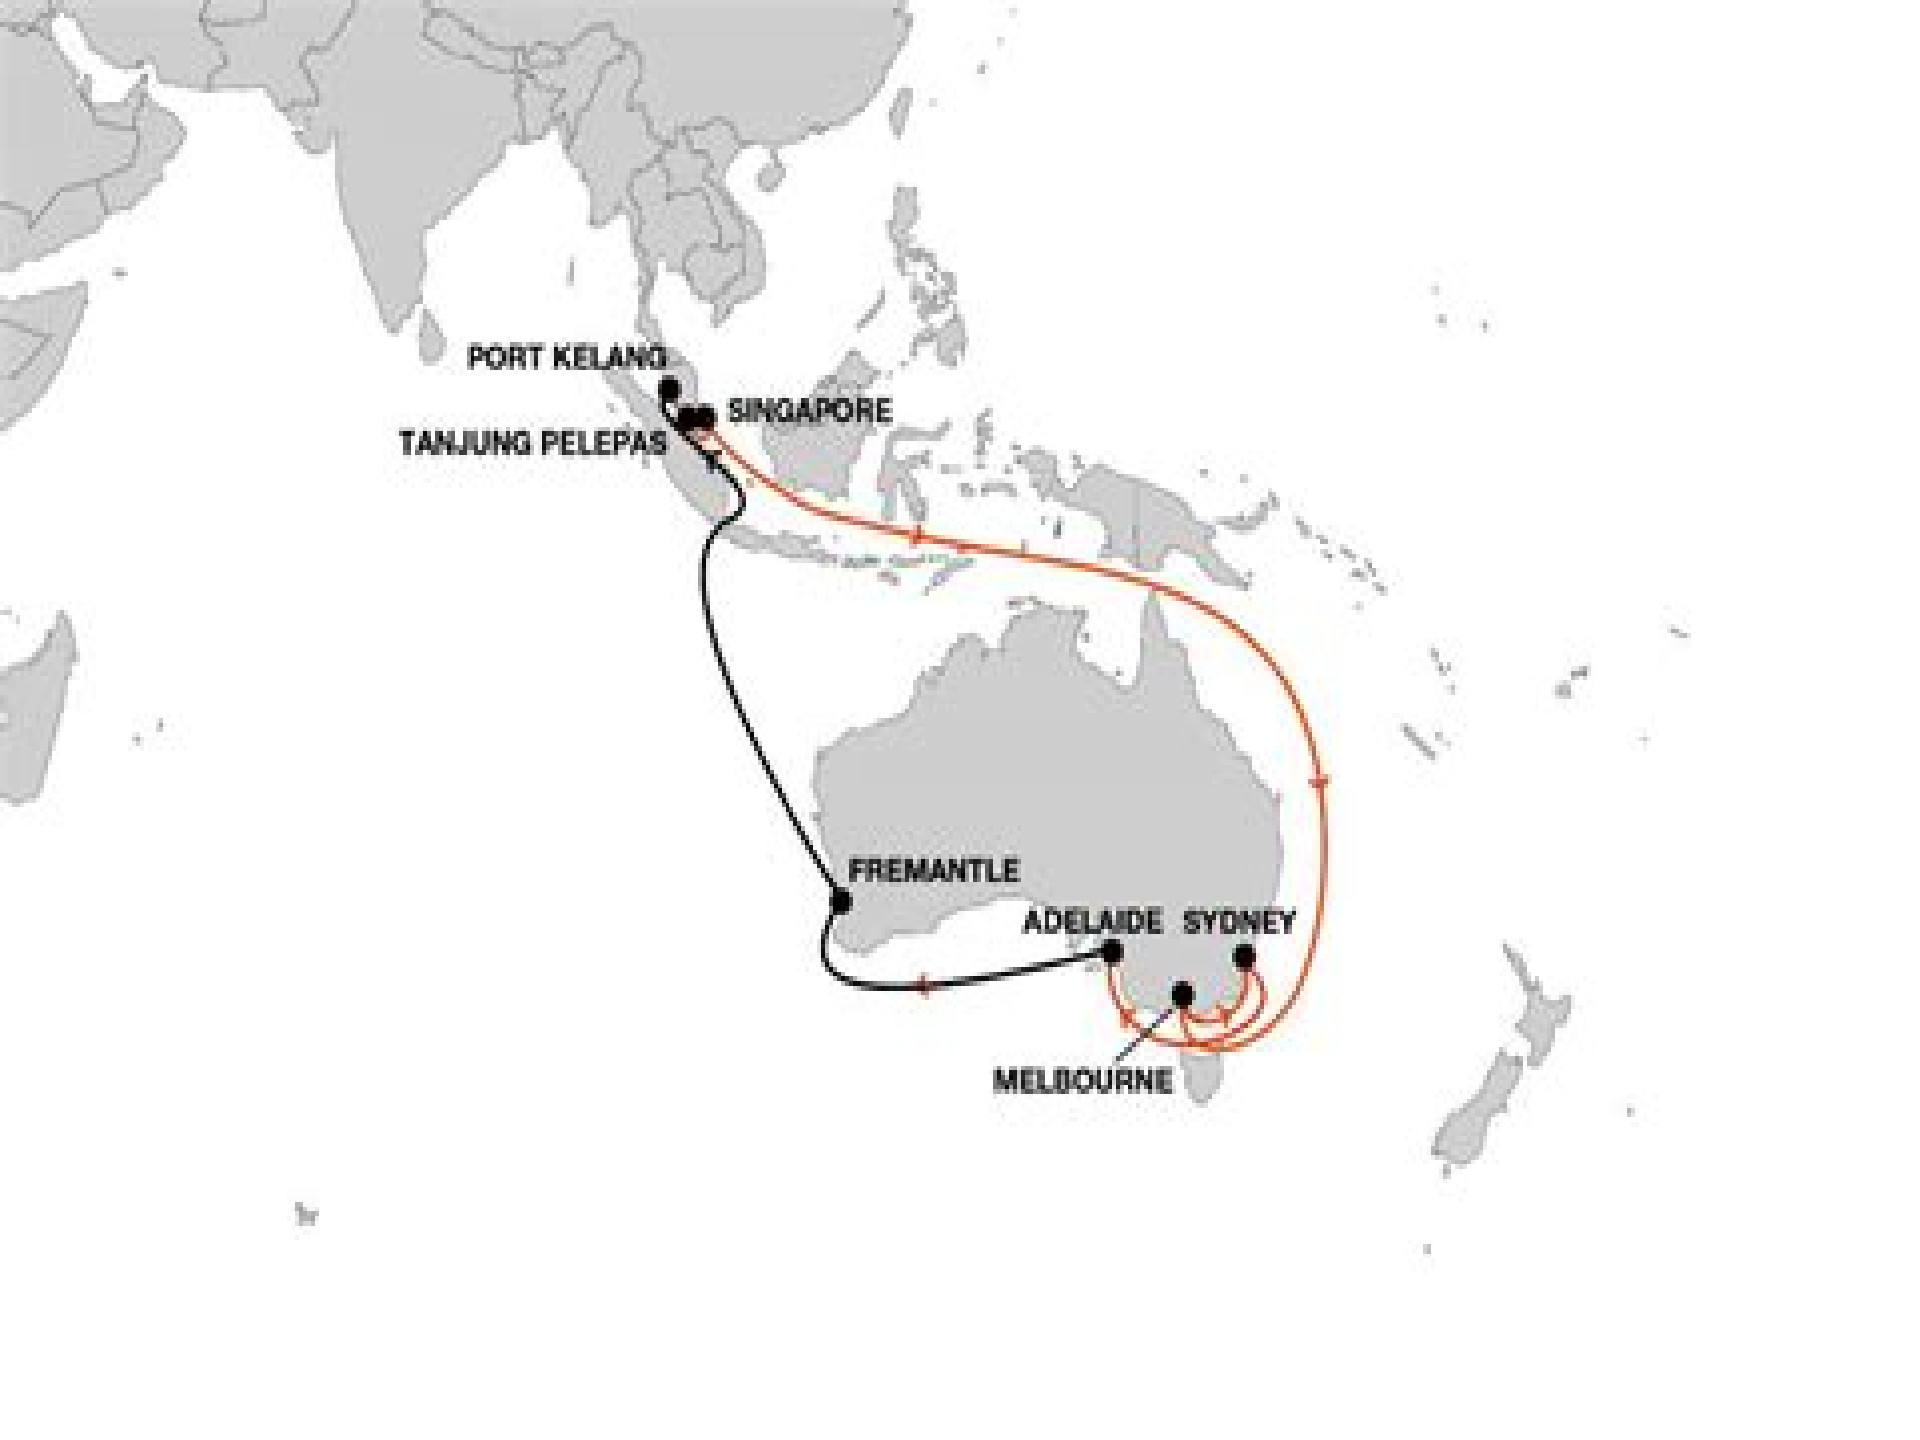 PORT KELANG
SINGAPORE
TANJUNG PELEPAS
FREMANTLE
ADELAIDE SYDNEY
MELBOURNE